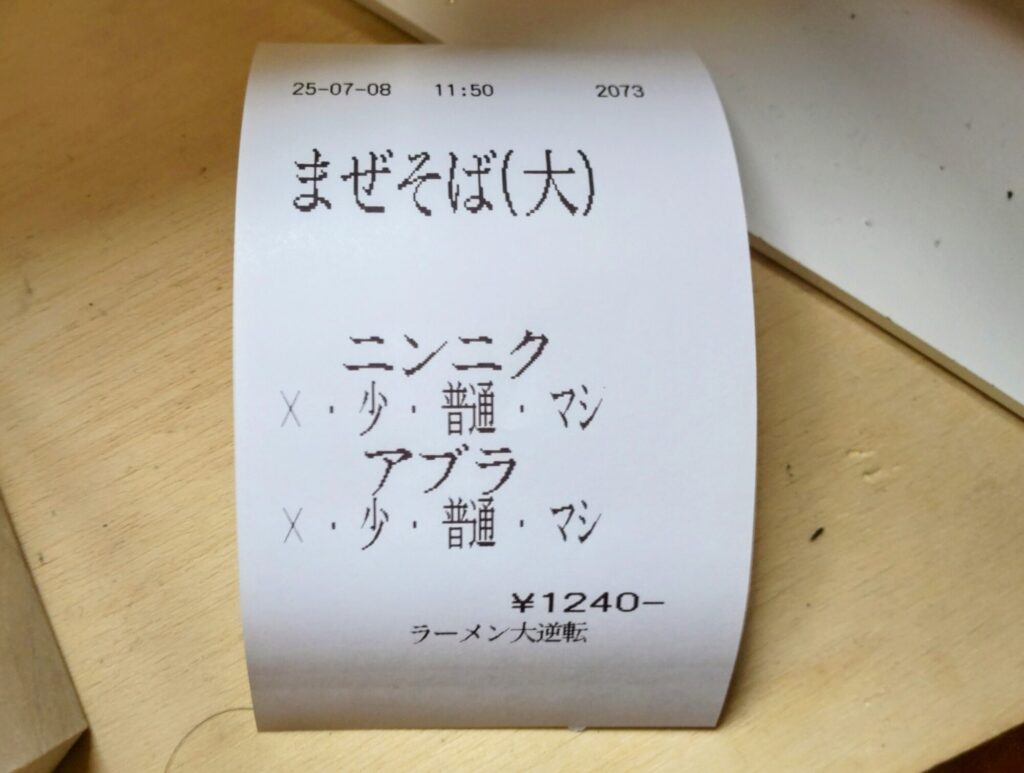 25-07-08 11:50 2073
まぜそば(大)
ニンニク
X・少・普通・マシ
アブラ
X・少・普通・マシ
¥1240−
ラーメン大逆転